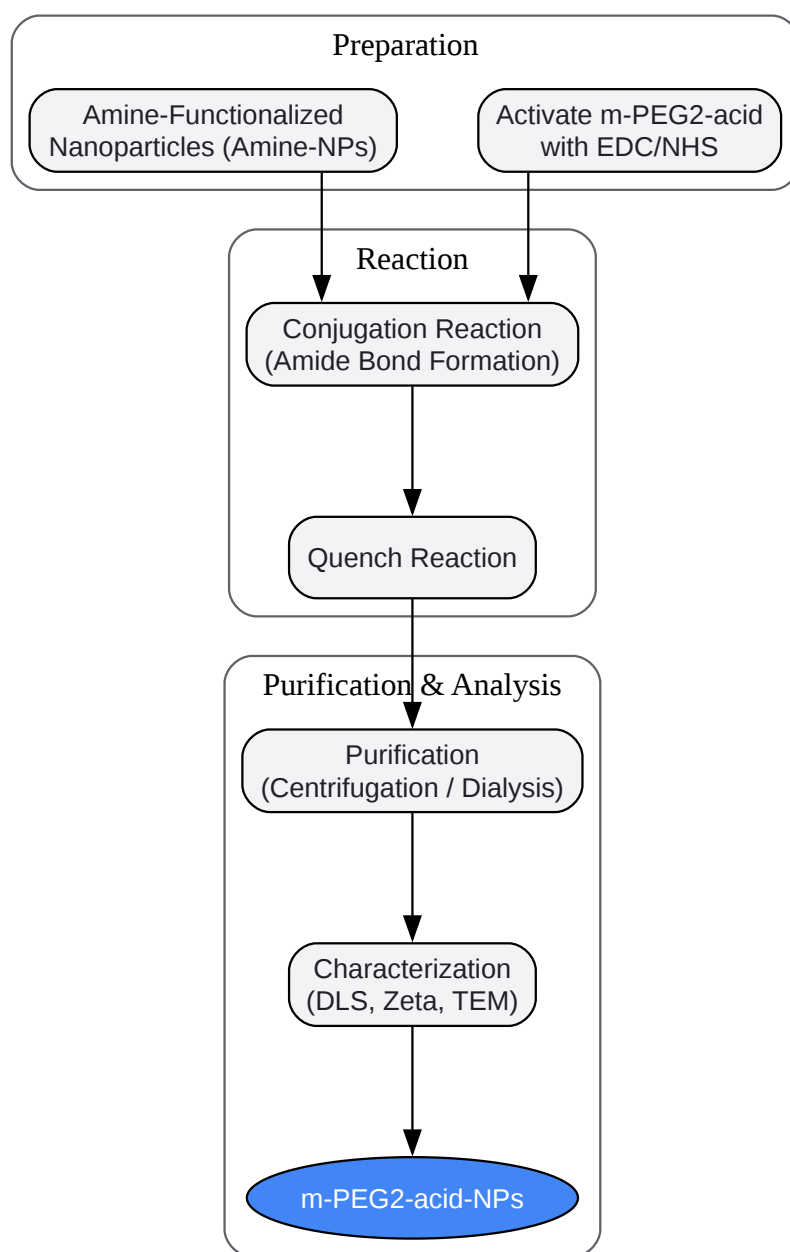 Preparation
Amine-Functionalized
Nanoparticles (Amine-NPs)
Activate m-PEG2-acid
with EDC/NHS
Reaction
Conjugation Reaction
(Amide Bond Formation)
Quench Reaction
Purification & Analysis
Purification
(Centrifugation / Dialysis)
Characterization
(DLS, Zeta, TEM)
m-PEG2-acid-NPs